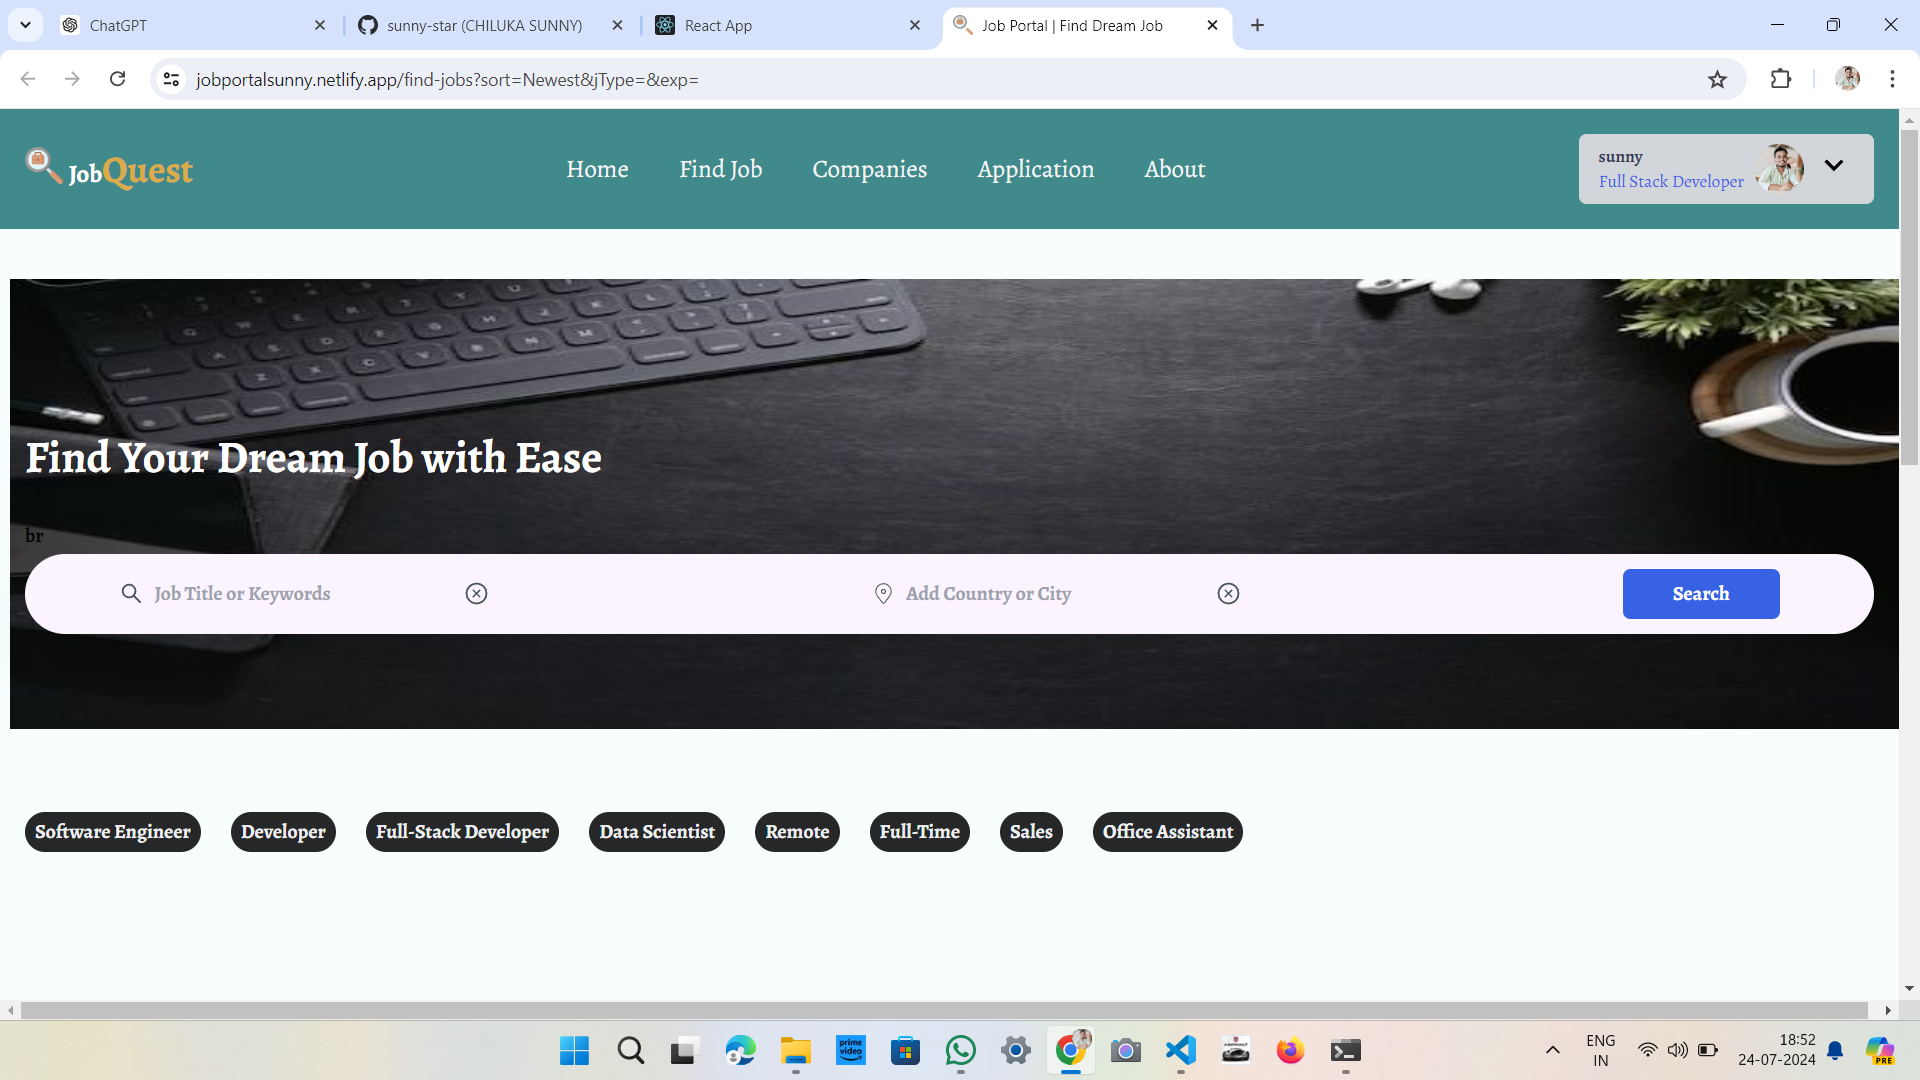 ChatGPT
sunny-star (CHILUKA SUNNY)
React App
Job Portal | Find Dream Job
jobportalsunny.netlify.app/find-jobs?sort=Newest&jType=&exp=
JobQuest
Home
Find Job
Companies
Application
About
sunny
Full Stack Developer
Find Your Dream Job with Ease
br
Job Title or Keywords
Add Country or City
Search
Software Engineer
Developer
Full-Stack Developer
Data Scientist
Remote
Full-Time
Sales
Office Assistant
prime
video
ENG
IN
18:52
24-07-2024
PRE